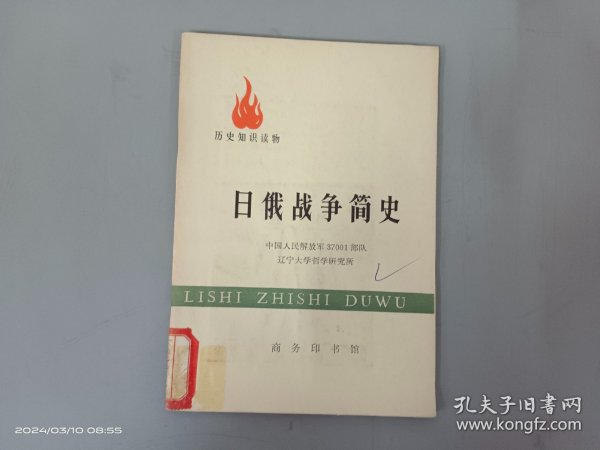 历史知识读物
日俄战争简史
中国人民解放军37001部队
辽宁大学哲学研究所
LISHI ZHISHI DUWU
商务印书馆
2024/03/10 08:55
孔夫子旧书网
www.kongfz.com